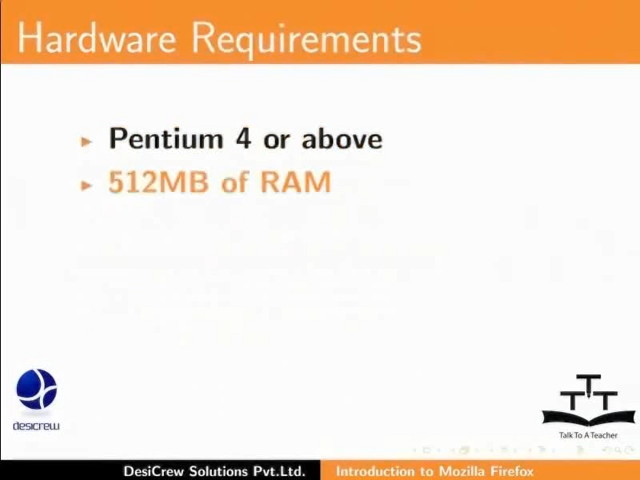 Hardware Requirements
Pentium 4 or above
512MB of RAM
desicrew
TTT
Talk To A Teacher
DesiCrew Solutions Pvt.Ltd. Introduction to Mozilla Firefox